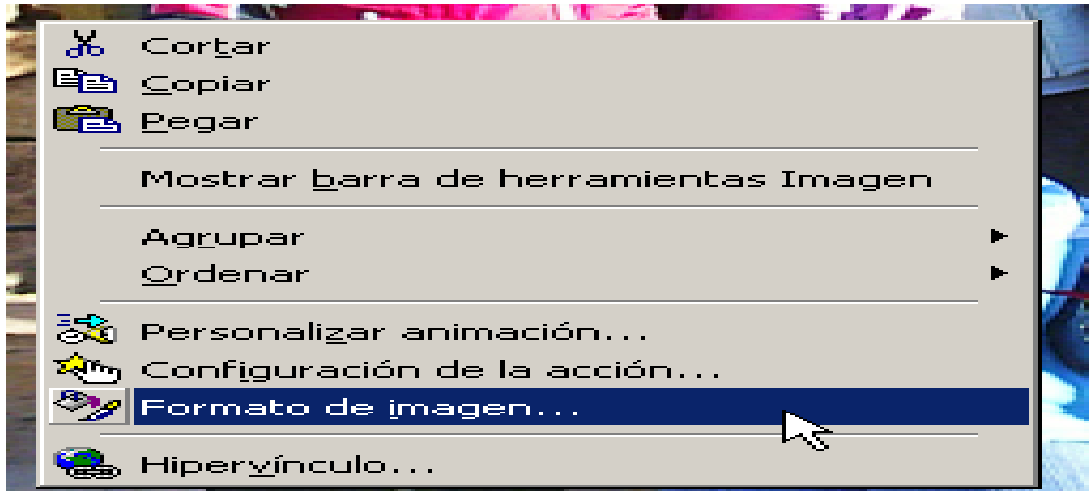 Cortar
Copiar
Pegar
Mostrar barra de herramientas Imagen
Agrupar
Ordenar
Personalizar animación...
Configuración de la acción...
Formato de imagen...
Hipervínculo...